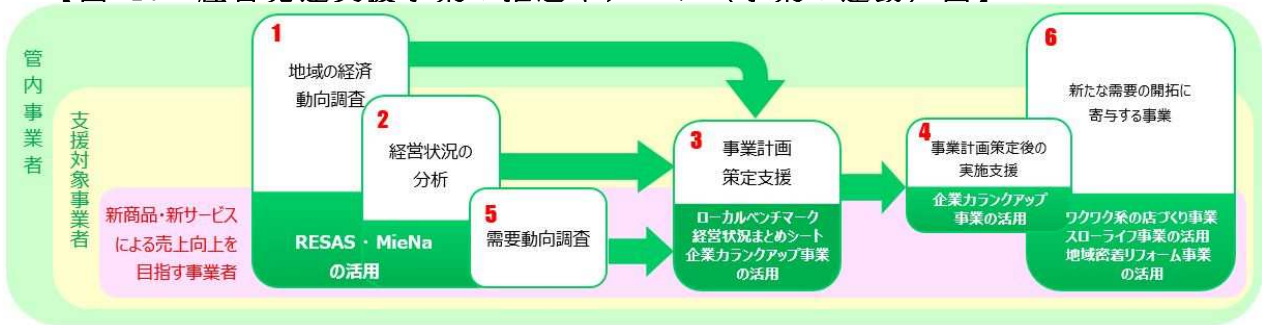 管内事業者
支援対象事業者
新商品・新サービス
による売上向上を
目指す事業者
1
地域の経済
動向調査
2
経営状況の
分析
5
需要動向調査
RESAS・MieNa
の活用
3
事業計画
策定支援
ローカルベンチマーク
経営状況まとめシート
企業力ランクアップ事業
の活用
4
事業計画策定後の
実施支援
企業力ランクアップ
事業の活用
6
新たな需要の開拓に
寄与する事業
ワクワク系の店づくり事業
スローライフ事業の活用
地域密着リフォーム事業
の活用